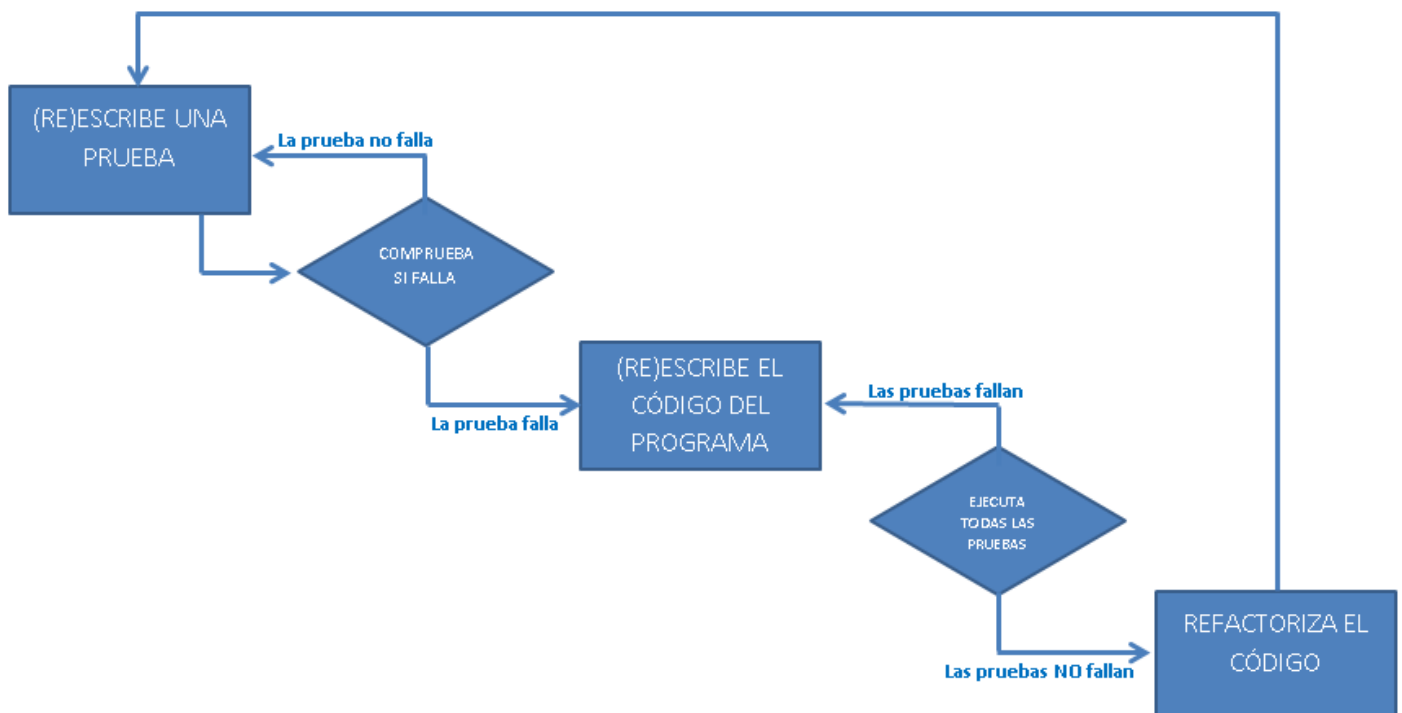 (RE)ESCRIBE UNA
PRUEBA
La prueba no falla
COMPRUEBA
SI FALLA
La prueba falla
(RE)ESCRIBE EL
CÓDIGO DEL
PROGRAMA
Las pruebas fallan
EJECUTA
TODAS LAS
PRUEBAS
Las pruebas NO fallan
REFACTORIZA EL
CÓDIGO